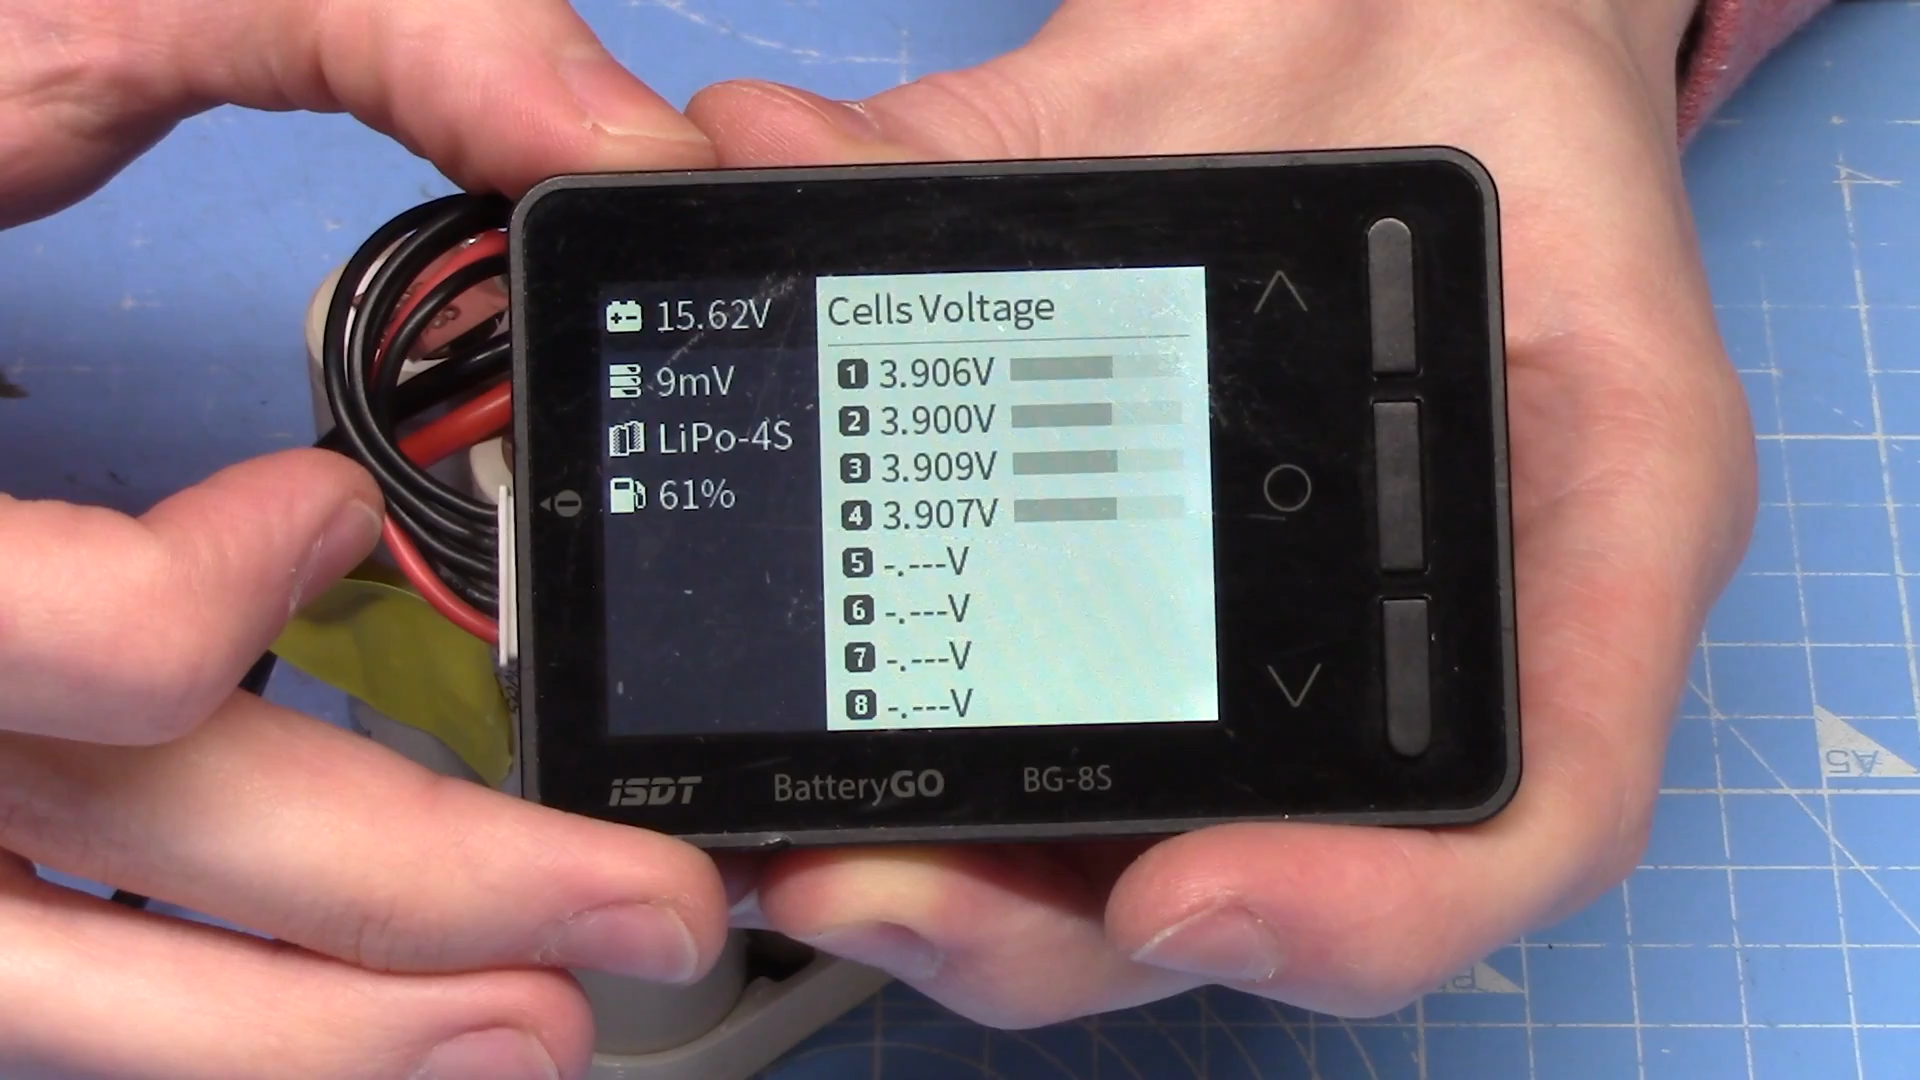 15.62V
9mV
LiPo-4S
61%
Cells Voltage
1 3.906V
2 3.900V
3 3.909V
4 3.907V
5 -.---V
6 -.---V
7 -.---V
8 -.---V
iSDT BatteryGO BG-8S
A5